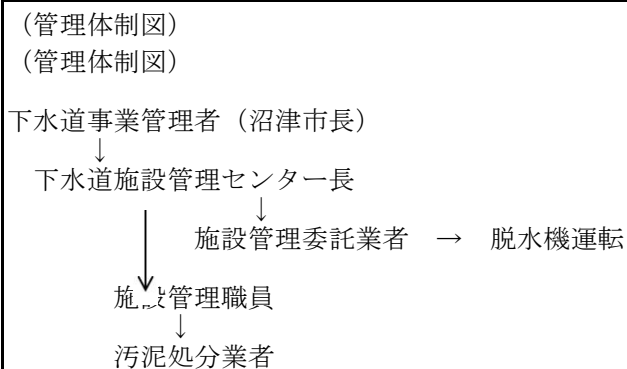 （管理体制図）
（管理体制図）
下水道事業管理者（沼津市長）
↓
下水道施設管理センター長
↓
施設管理委託業者　→　脱水機運転
施設管理職員
↓
汚泥処分業者